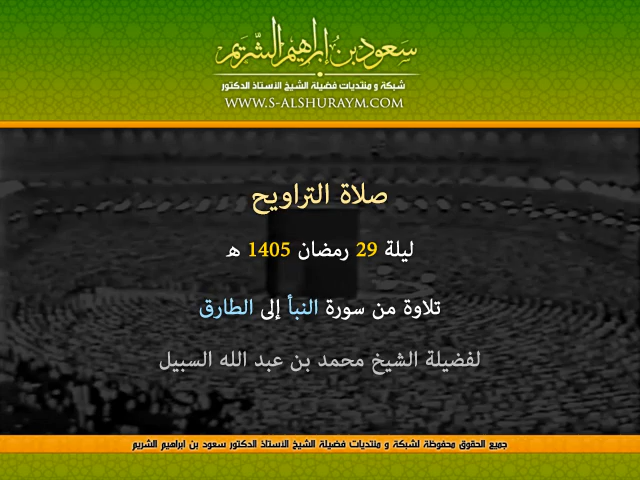 سعود بن إبراهيم الشريم
شبكة و منتديات فضيلة الشيخ الأستاذ الدكتور
WWW.S-ALSHURAYM.COM
صلاة التراويح
ليلة 29 رمضان 1405 هـ
تلاوة من سورة النبأ إلى الطارق
لفضيلة الشيخ محمد بن عبد الله السبيل
جميع الحقوق محفوظة لشبكة و منتديات فضيلة الشيخ الأستاذ الدكتور سعود بن ابراهيم الشريم